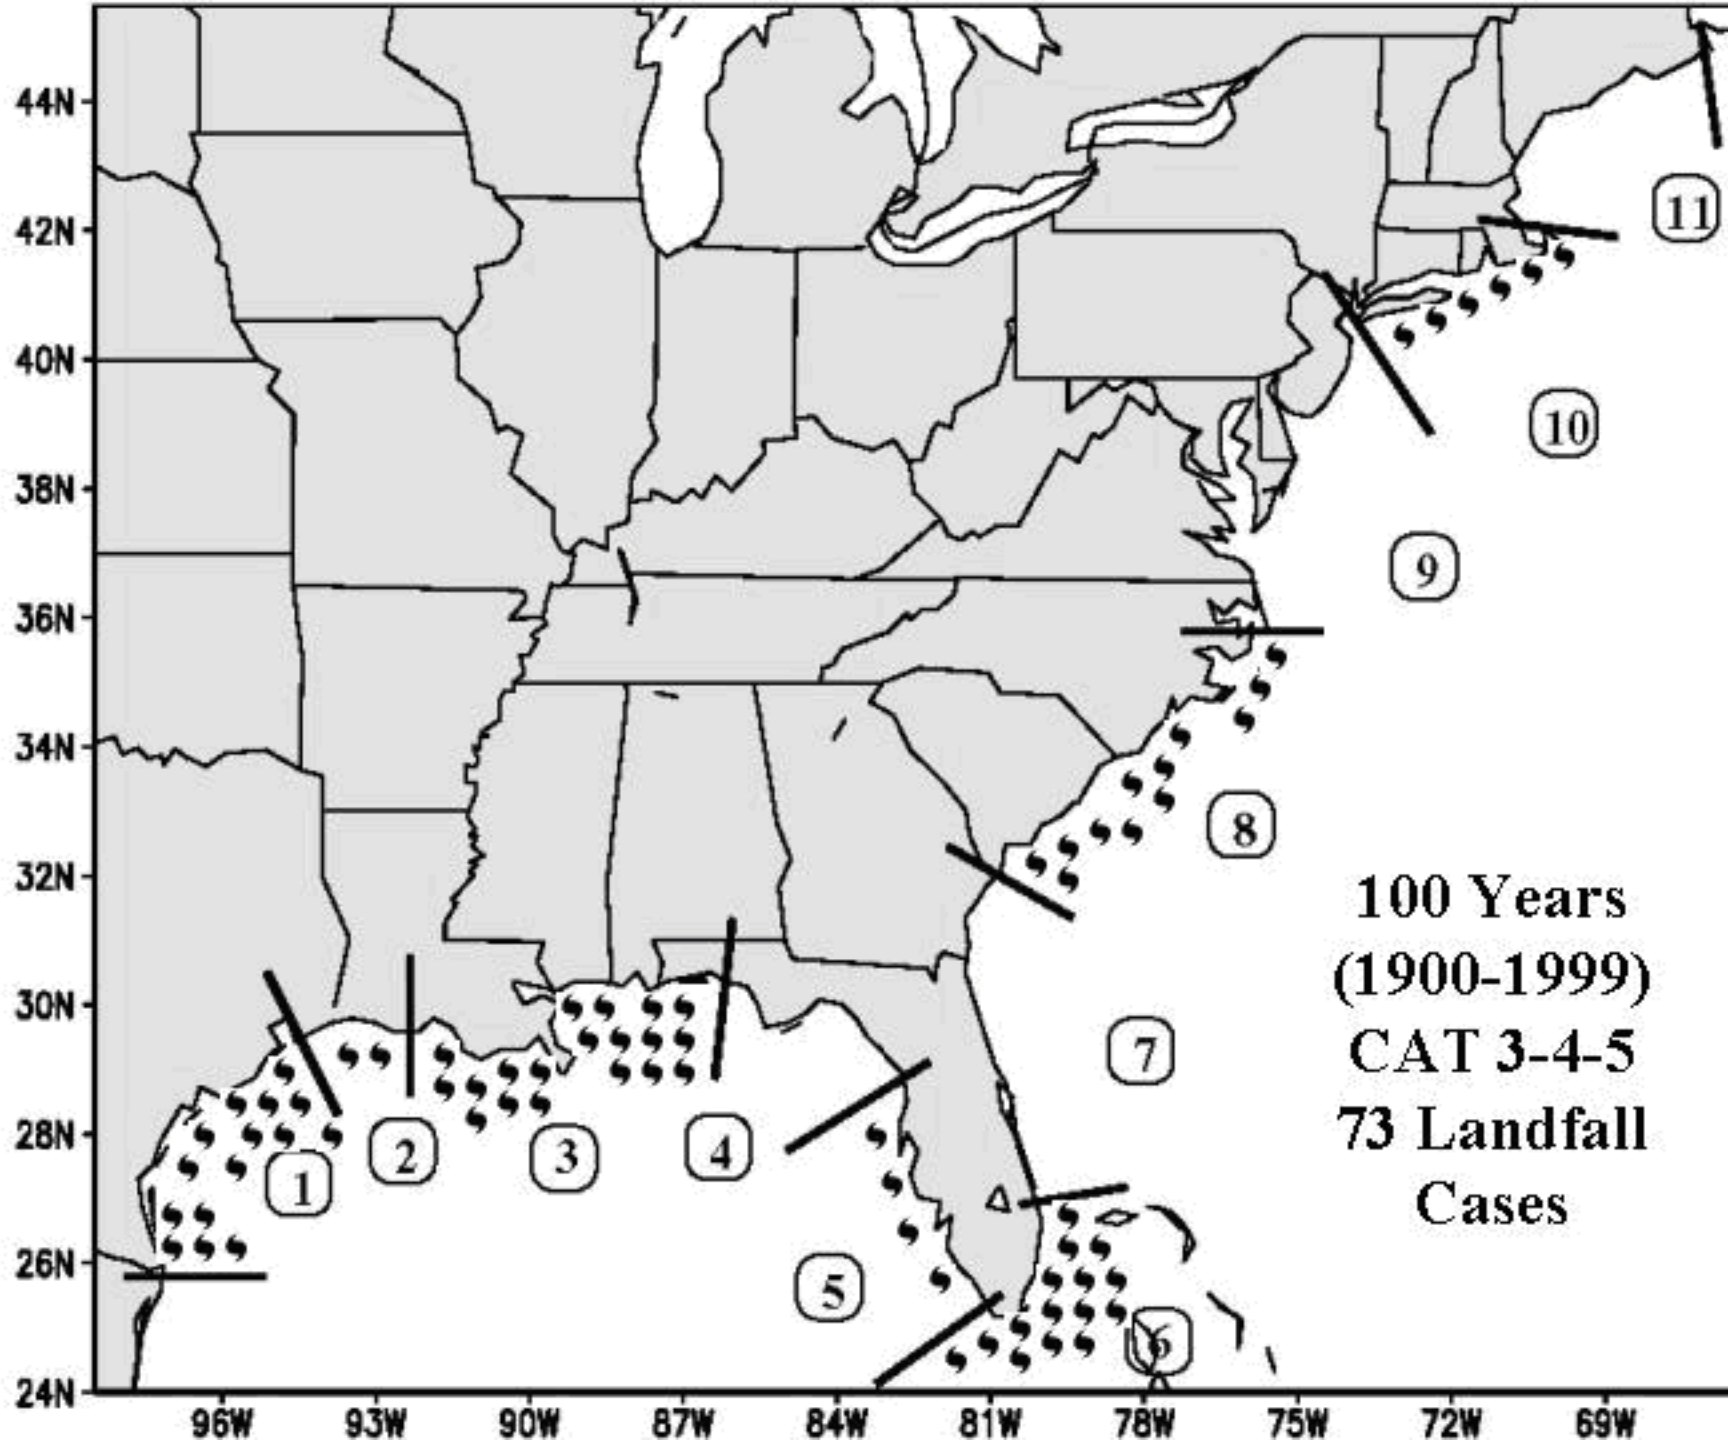 44N
11
42N
40N
10
38N
9
36N
34N
8
32N
100 Years
(1900-1999)
CAT 3-4-5
73 Landfall
Cases
30N
7
28N
2
3
4
1
26N
5
6
24N
96W 93W 90W 87W 84W 81W 78W 75W 72W 69W